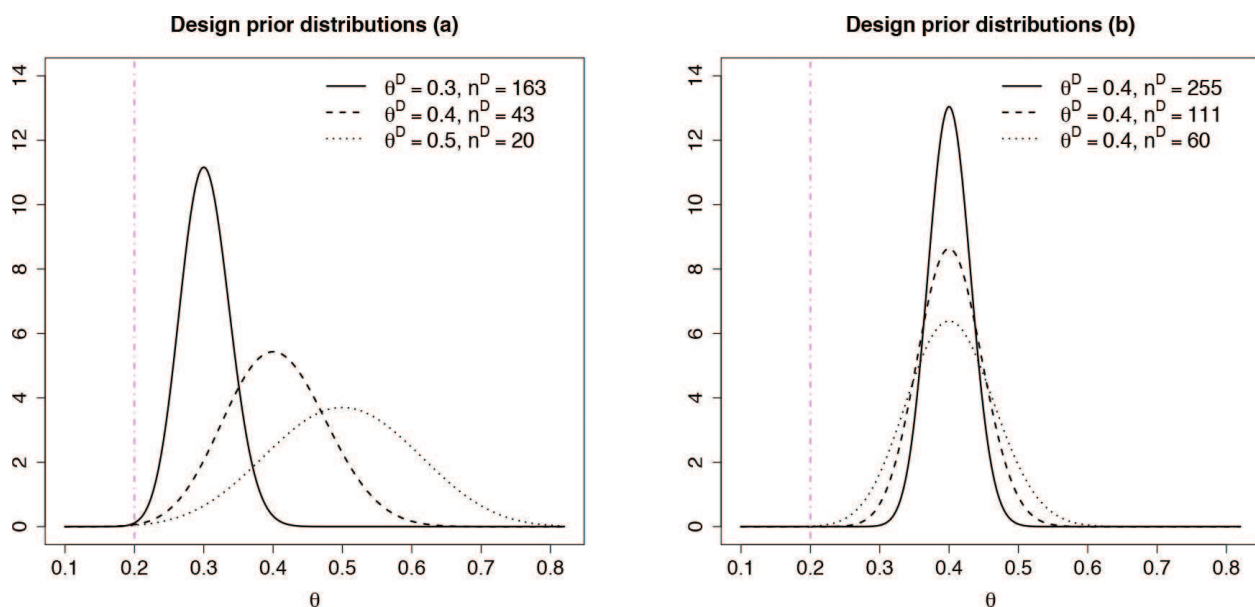 Design prior distributions (a)
θᴰ = 0.3, nᴰ = 163
θᴰ = 0.4, nᴰ = 43
θᴰ = 0.5, nᴰ = 20
14
12
10
8
6
4
2
0
0.1 0.2 0.3 0.4 0.5 0.6 0.7 0.8
θ
Design prior distributions (b)
θᴰ = 0.4, nᴰ = 255
θᴰ = 0.4, nᴰ = 111
θᴰ = 0.4, nᴰ = 60
14
12
10
8
6
4
2
0
0.1 0.2 0.3 0.4 0.5 0.6 0.7 0.8
θ